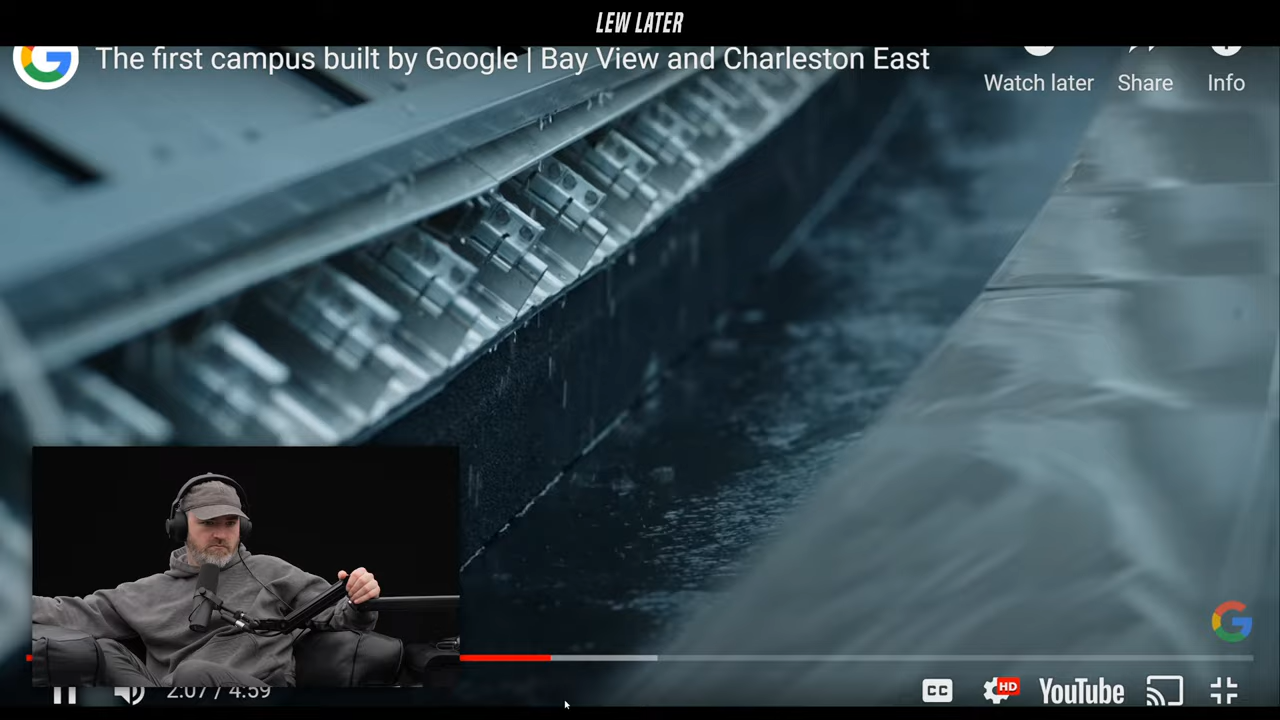 LEW LATER
The first campus built by Google | Bay View and Charleston East
Watch later
Share
Info
2:07 / 4:59
CC
HD
YouTube